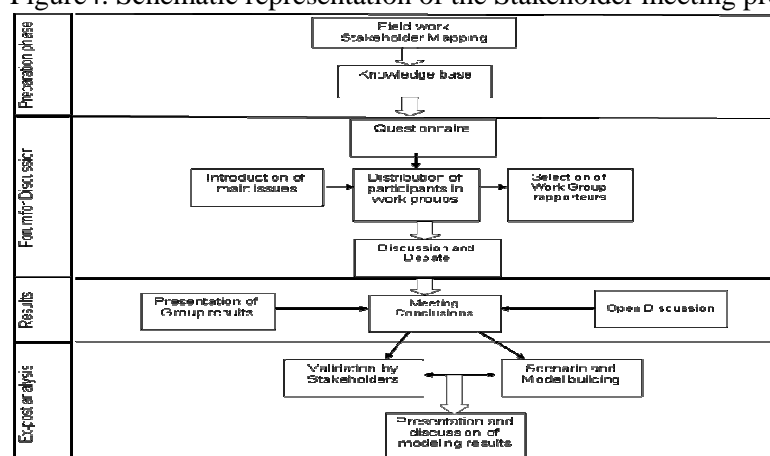 Figure4. Schematic representation of the Stakeholder meeting
Preparation phase
Field work
Stakeholder Mapping
Knowledge base
Forum for Discussion
Questionnaire
Introduction of
main issues
Distribution of
participants in
work groups
Selection of
Work Group
rapporteurs
Discussion and
Debate
Results
Presentation of
Group results
Meeting
Conclusions
Open Discussion
Ex-post analysis
Validation by
Stakeholders
Scenario and
Model building
Presentation and
discussion of
modeling results